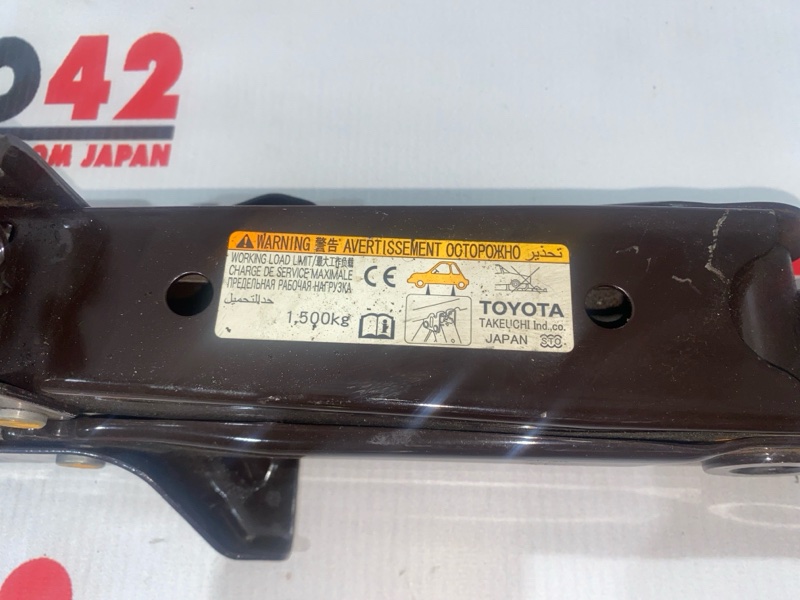 42
OM JAPAN
WARNING 警告 AVERTISSEMENT ОСТОРОЖНО تحذير
WORKING LOAD LIMIT/最大工作负载
CHARGE DE SERVICE MAXIMALE
ПРЕДЕЛЬНАЯ РАБОЧАЯ НАГРУЗКА
حد التحميل
1,500kg
CE
TOYOTA
TAKEUCHI Ind.,co.
JAPAN